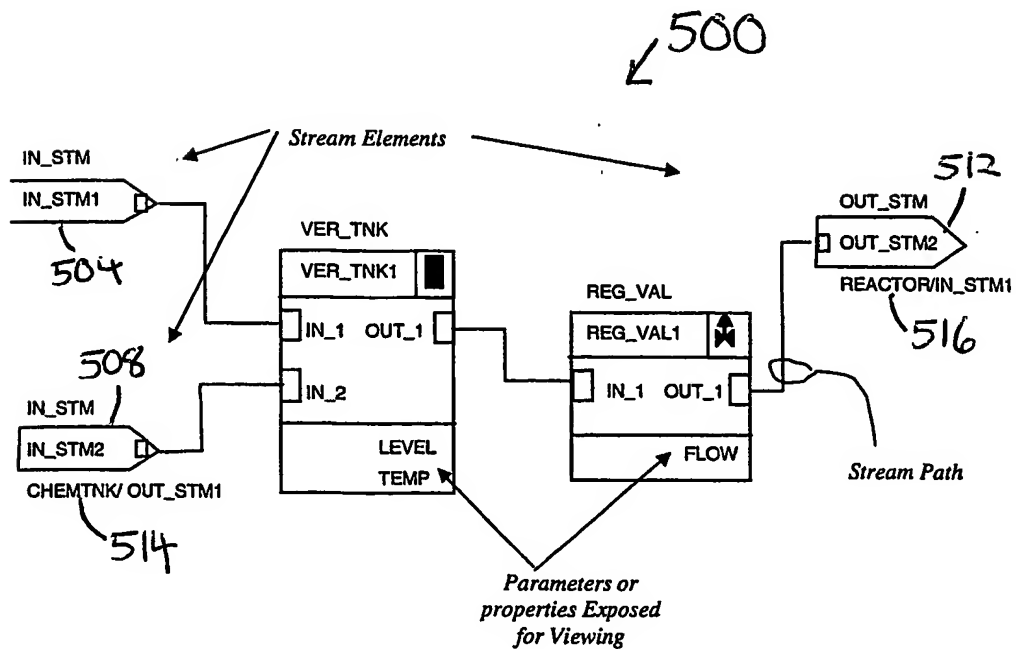 500
Stream Elements
IN_STM
IN_STM1
504
VER_TNK
VER_TNK1
IN_1 OUT_1
IN_2
LEVEL
TEMP
508
IN_STM
IN_STM2
CHEMTNK/ OUT_STM1
514
REG_VAL
REG_VAL1
IN_1 OUT_1
FLOW
512
OUT_STM
OUT_STM2
REACTOR/IN_STM1
516
Stream Path
Parameters or
properties Exposed
for Viewing